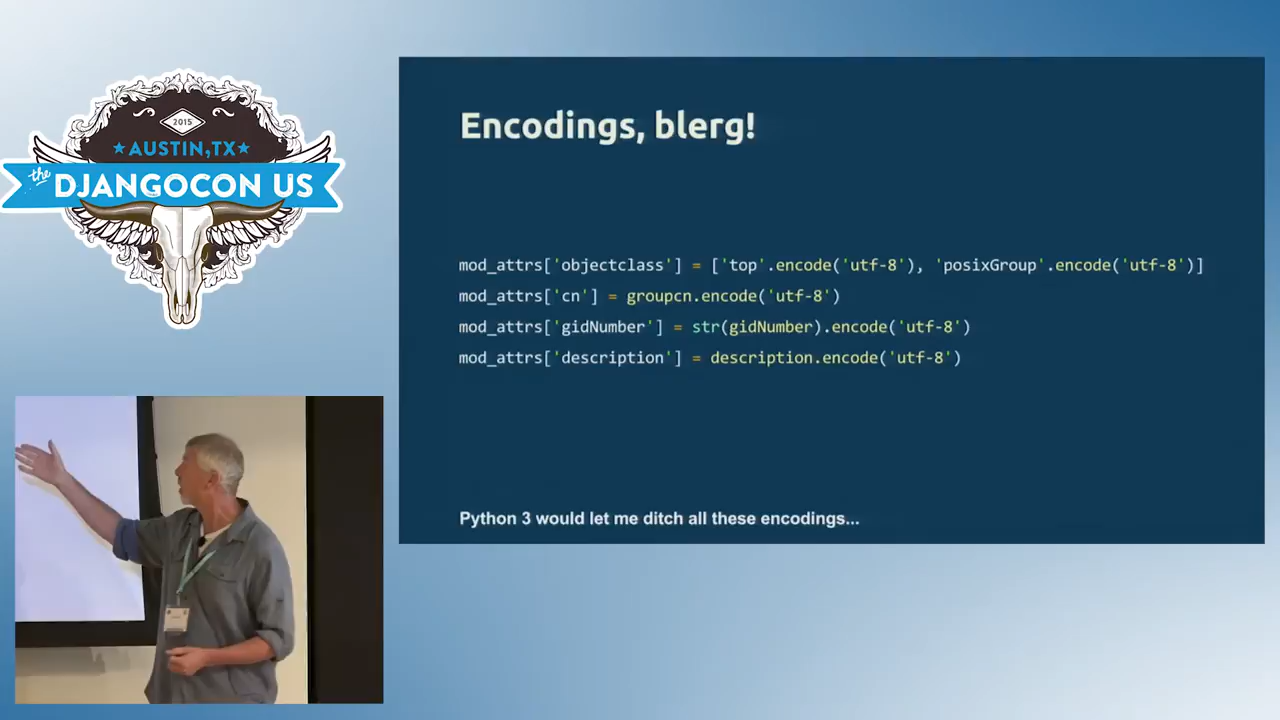 2015
★AUSTIN,TX★
the
DJANGOCON US
Encodings, blerg!
mod_attrs['objectclass'] = ['top'.encode('utf-8'), 'posixGroup'.encode('utf-8')]
mod_attrs['cn'] = groupcn.encode('utf-8')
mod_attrs['gidNumber'] = str(gidNumber).encode('utf-8')
mod_attrs['description'] = description.encode('utf-8')
Python 3 would let me ditch all these encodings...